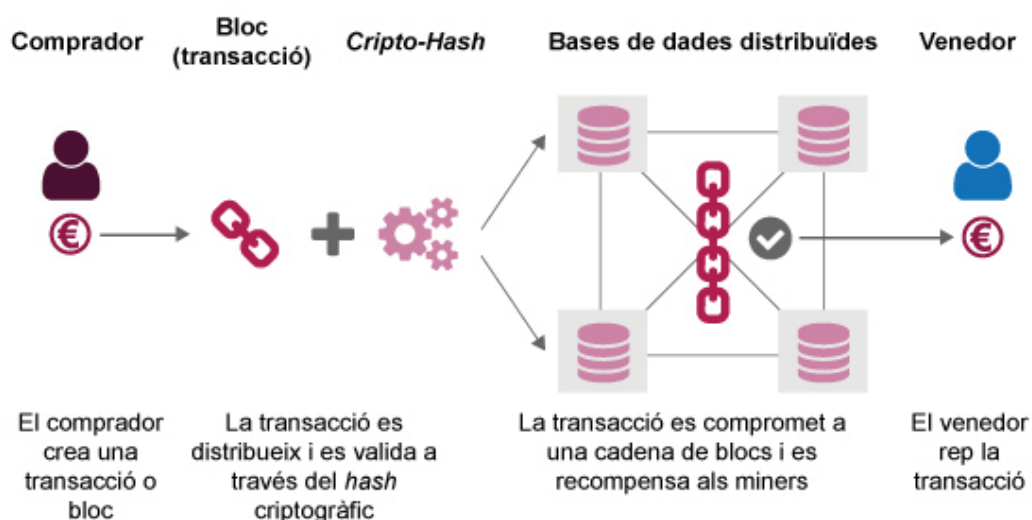 Comprador
Bloc
(transacció)
Cripto-Hash
Bases de dades distribuïdes
Venedor
El comprador
crea una
transacció o
bloc
La transacció es
distribueix i es valida a
través del hash
criptogràfic
La transacció es compromet a
una cadena de blocs i es
recompensa als miners
El venedor
rep la
transacció